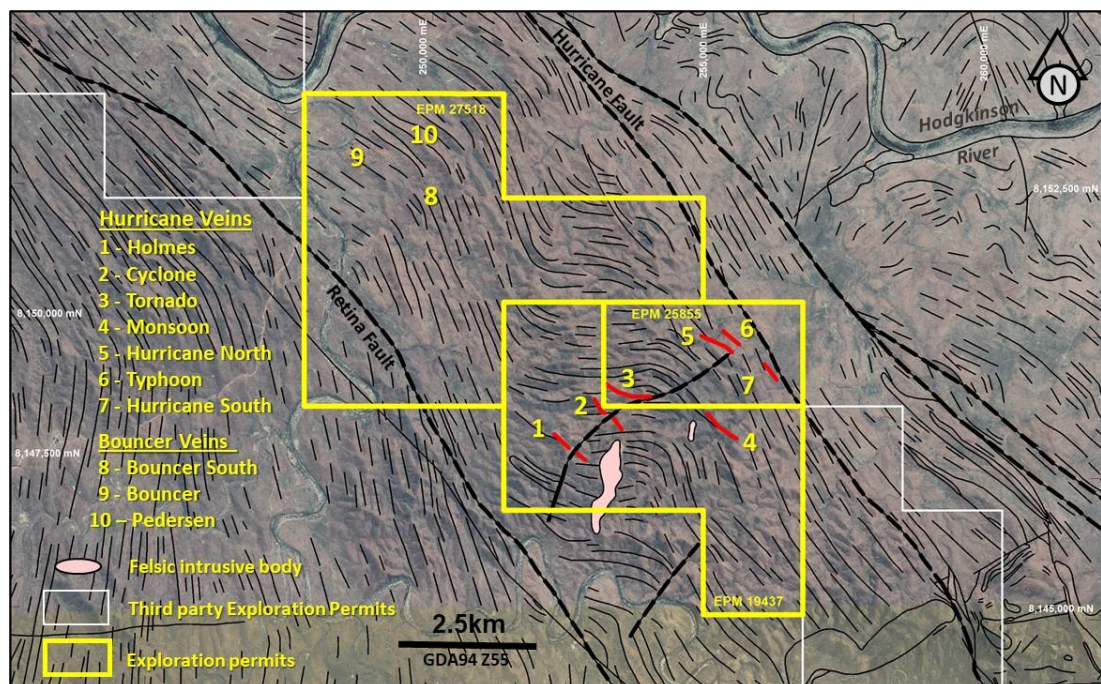 250,000 mE
255,000 mE
260,000 mE
N
Hurricane Fault
Hodgkinson
River
EPM 27518
10
9
8
8,152,500 mN
Hurricane Veins
1 - Holmes
2 - Cyclone
3 - Tornado
4 - Monsoon
5 - Hurricane North
6 - Typhoon
7 - Hurricane South
8,150,000 mN
Retina Fault
EPM 25855
5
6
3
7
2
1
4
8,147,500 mN
Bouncer Veins
8 - Bouncer South
9 - Bouncer
10 – Pedersen
Felsic intrusive body
Third party Exploration Permits
Exploration permits
EPM 19437
8,145,000 mN
2.5km
GDA94 Z55